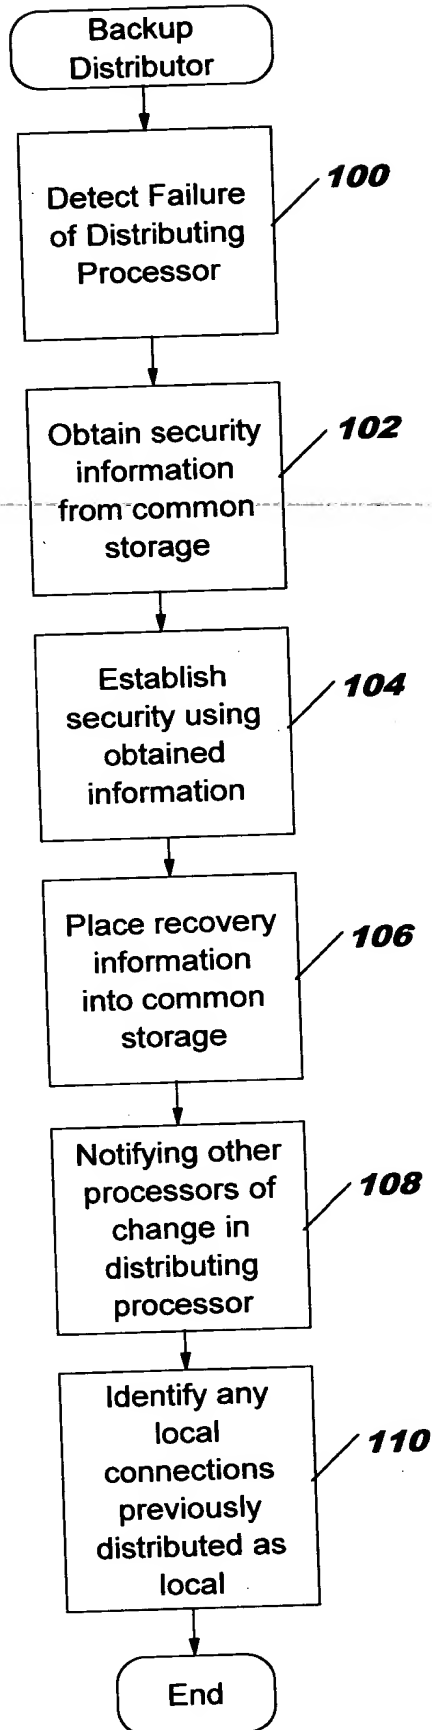 Backup
Distributor
100
Detect Failure
of Distributing
Processor
102
Obtain security
information
from common
storage
104
Establish
security using
obtained
information
106
Place recovery
information
into common
storage
108
Notifying other
processors of
change in
distributing
processor
110
Identify any
local
connections
previously
distributed as
local
End